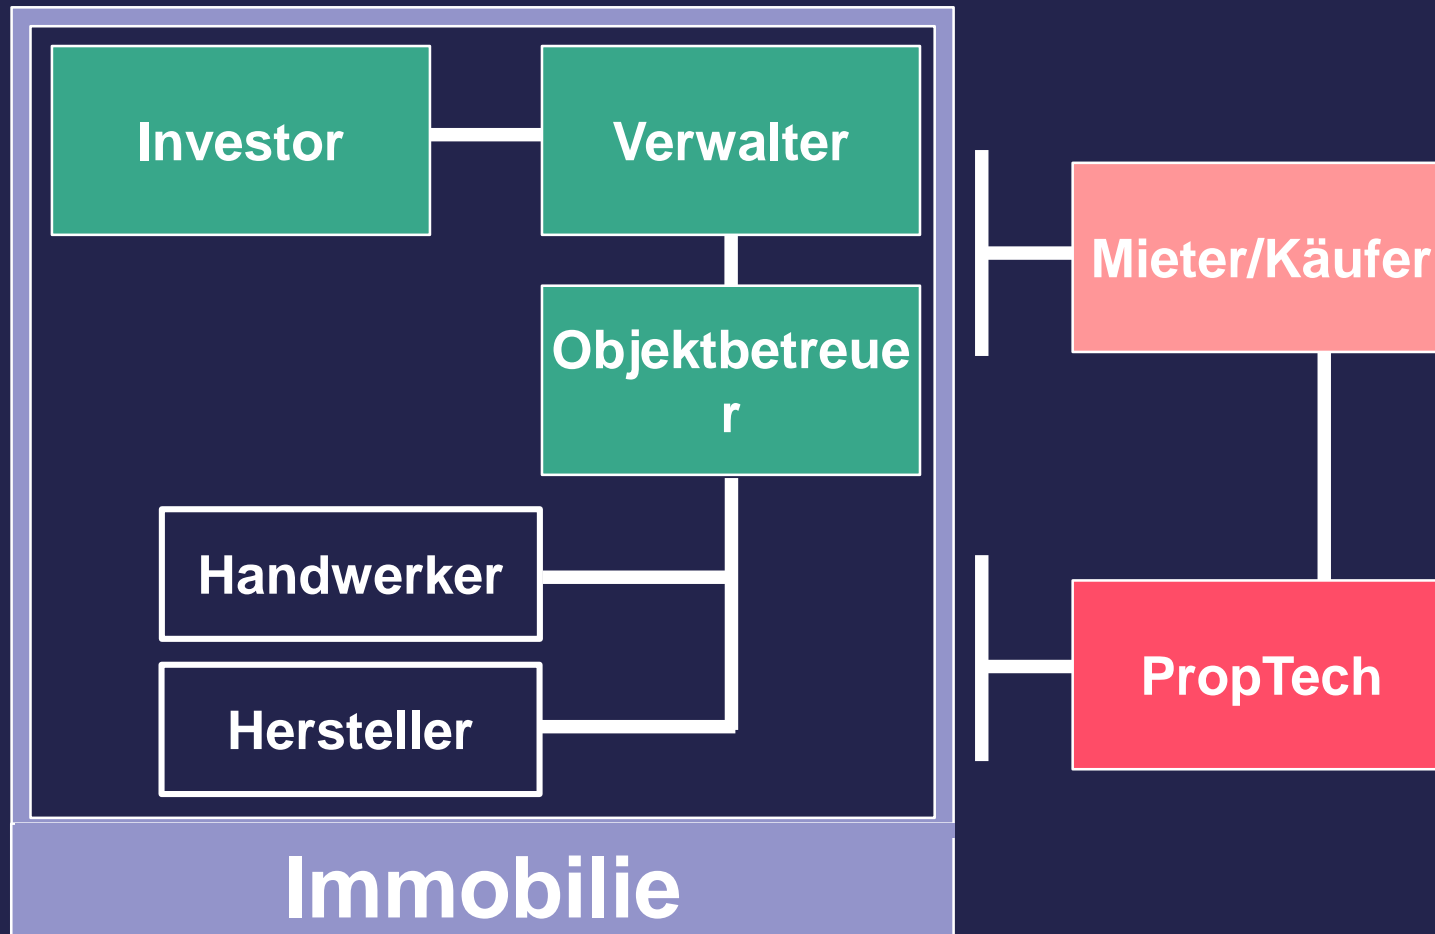 Investor
Verwalter
Mieter/Käufer
Objektbetreue
r
Handwerker
PropTech
Hersteller
Immobilie